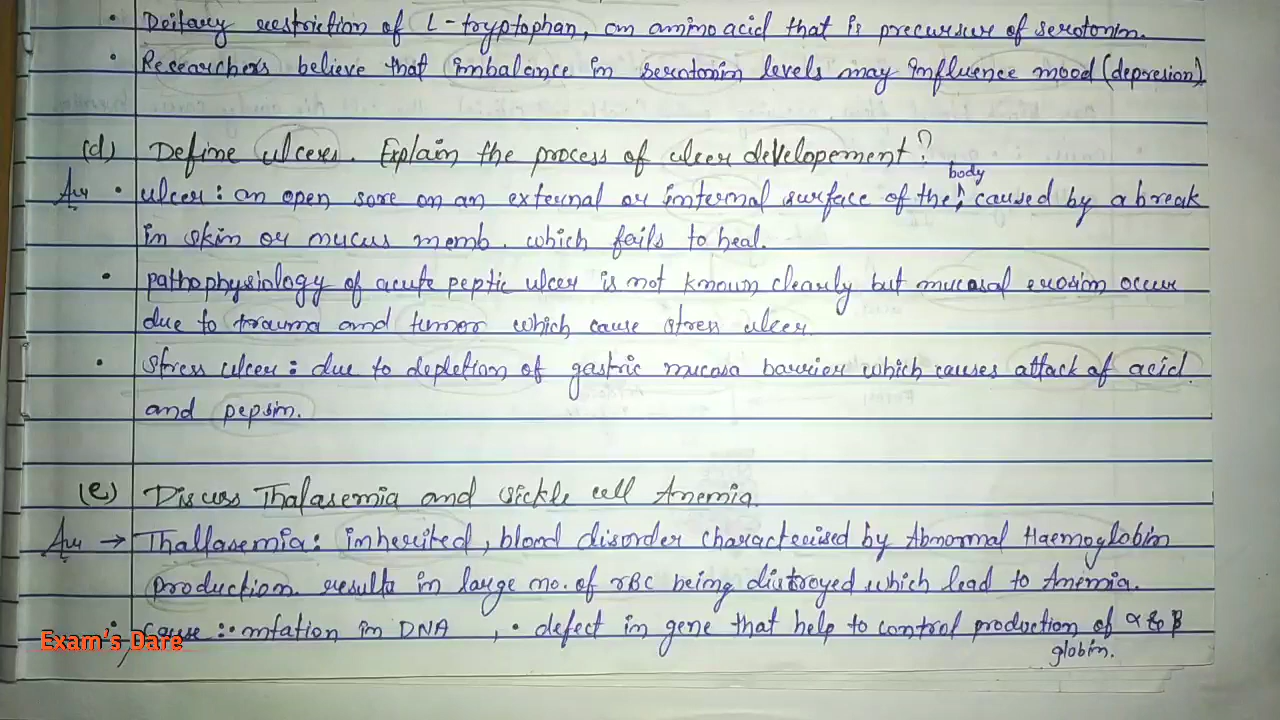 • Deitary restriction of L-tryptophan, an amino acid that is precursur of serotonim.
• Researchers believe that imbalance in serotonin levels may influence mood (depresion)
(d) Define ulcers. Explain the process of ulcer developement?
body
Ans • ulcer: an open sore on an external or internal surface of the, caused by a break
in skin or mucus memb. which fails to heal.
• pathophysiology of acute peptic ulcer is not known clearly but mucosal erosion occur
due to trauma and tumor which cause stress ulcer.
• Stress ulcer: due to depletion of gastric mucosa barrier which causes attack of acid
and pepsin.
(e) Discuss Thalasemia and sickle cell Anemia.
Ans → Thallasemia: inherited, blood disorder characterised by Abnormal Haemoglobin
production results in large no. of rBC being distroyed which lead to Anemia.
• cause :• mtation in DNA , • defect in gene that help to control production of α & β
globin.
Exam's Dare